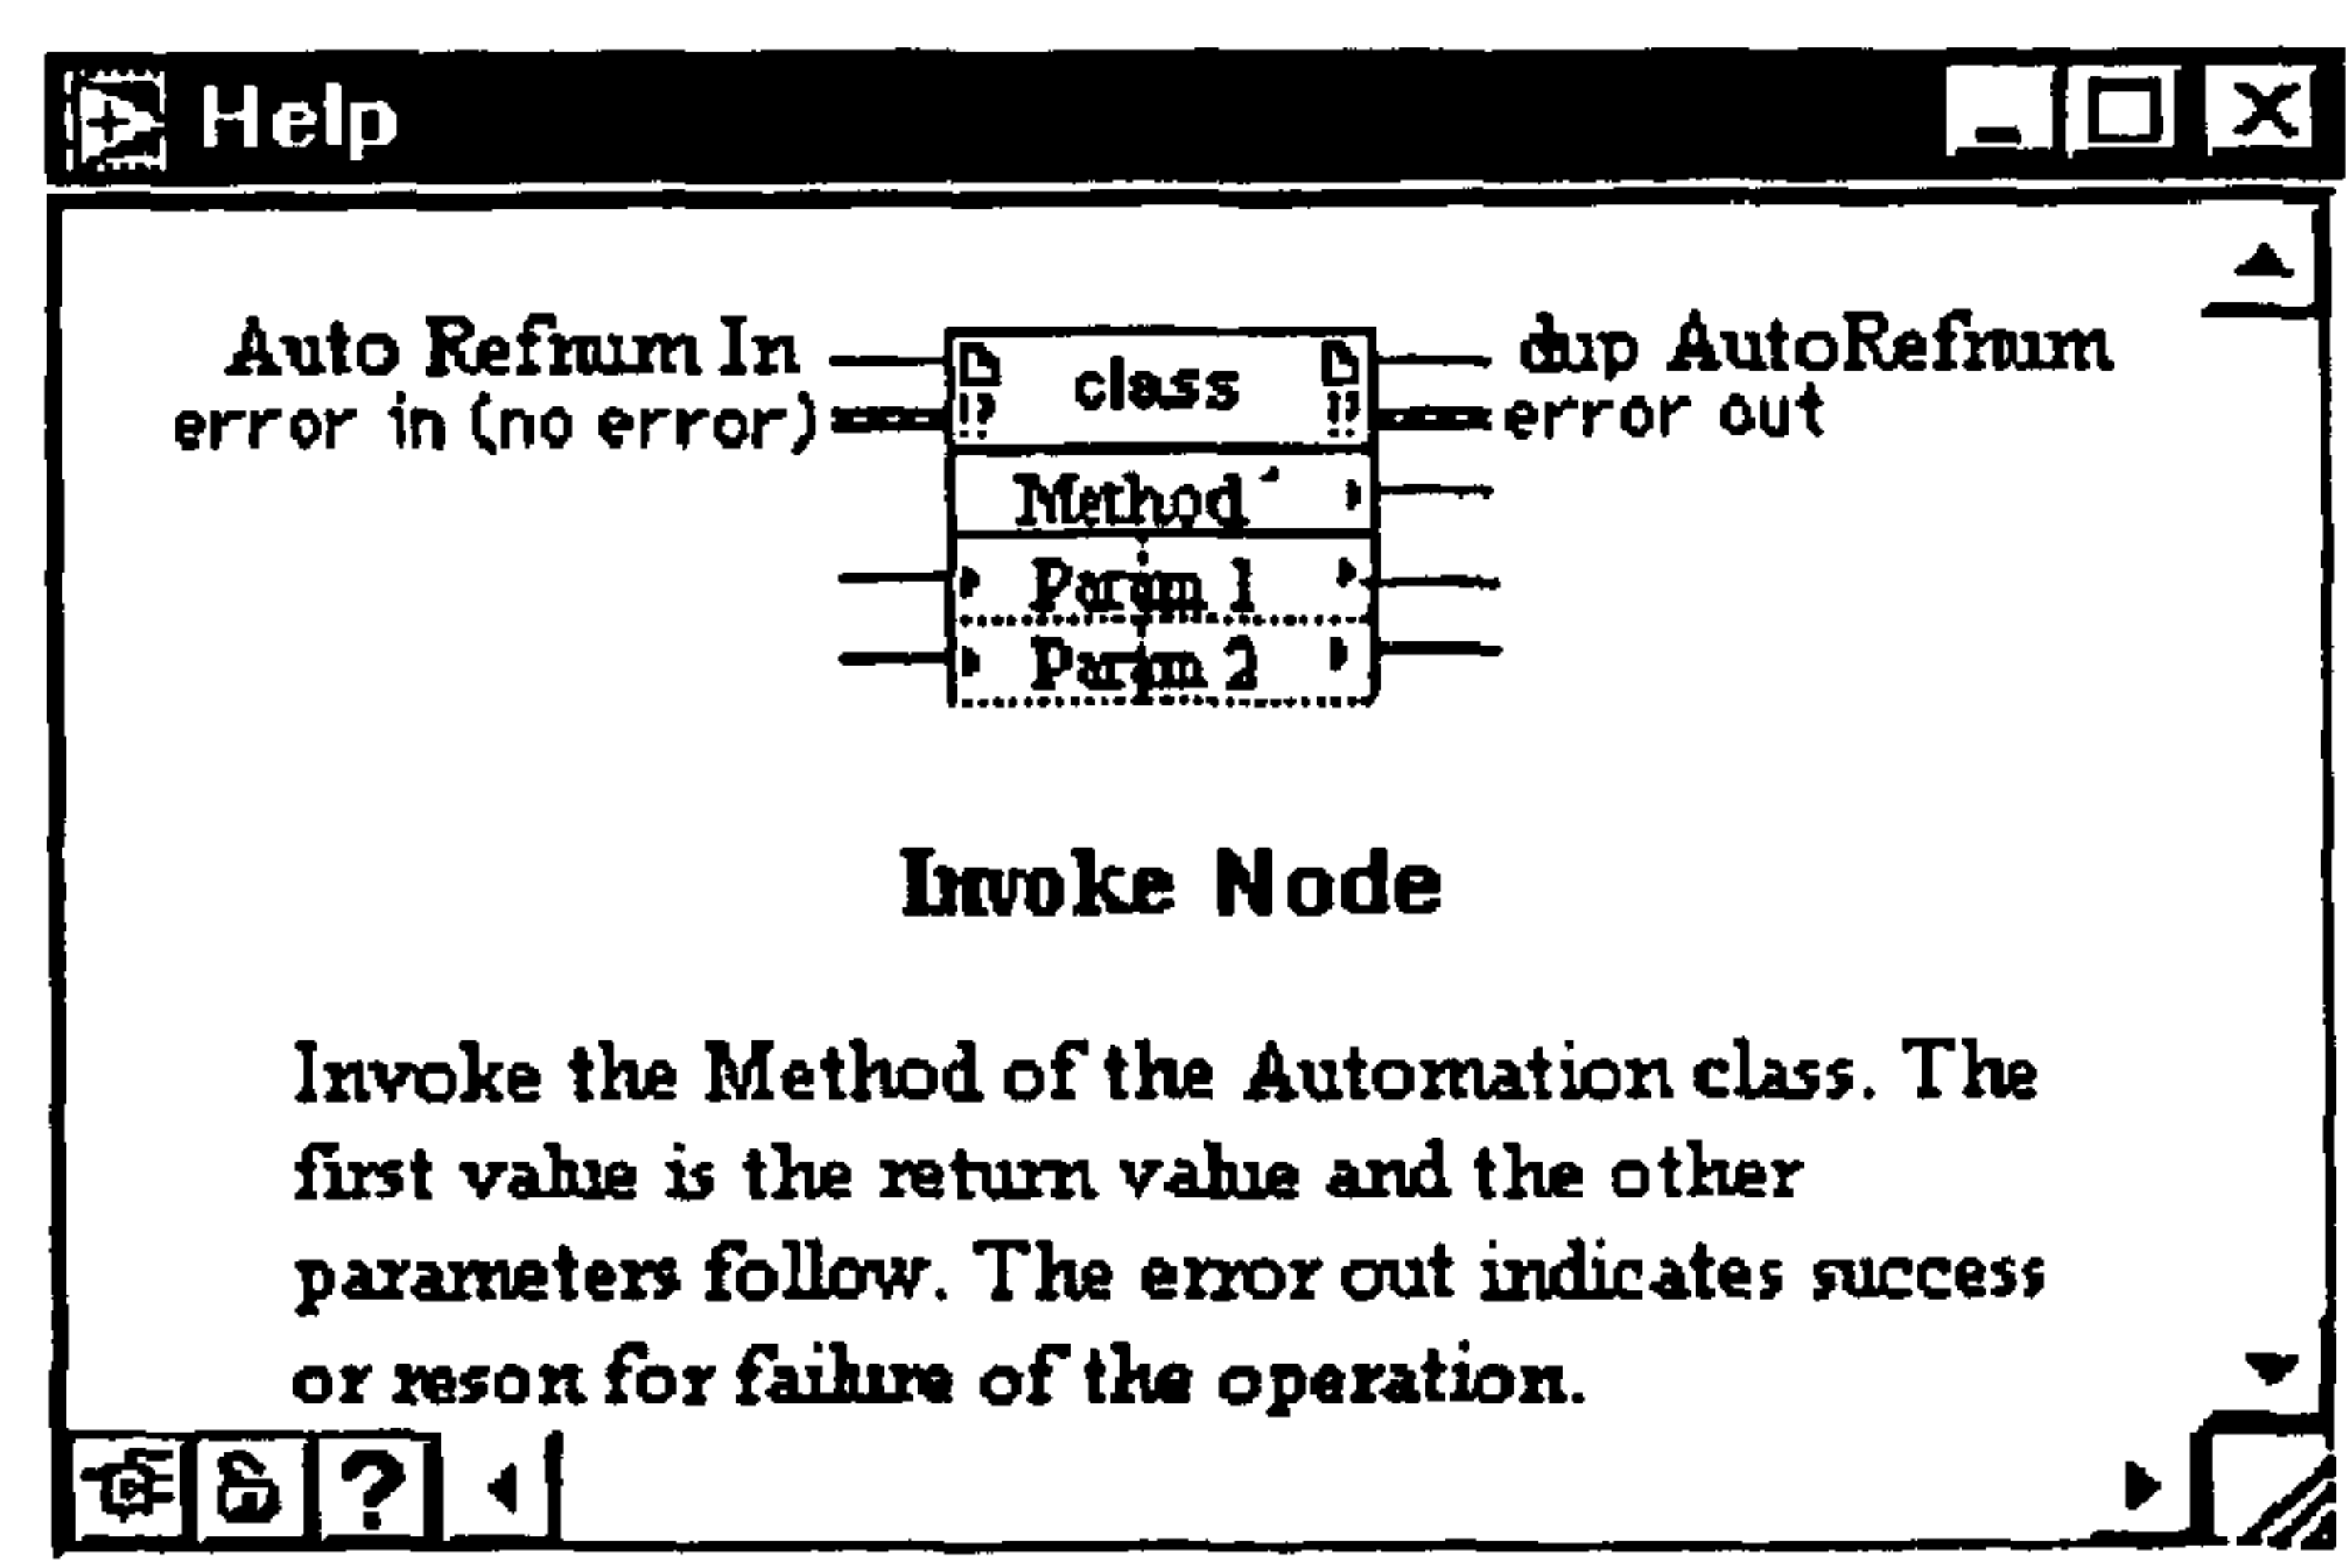 Help
Auto Refnum In
class
dup AutoRefnum
error in (no error)
error out
Method
Param 1
Param 2
Invoke Node
Invoke the Method of the Automation class. The
first value is the return value and the other
parameters follow. The error out indicates success
or reson for failure of the operation.